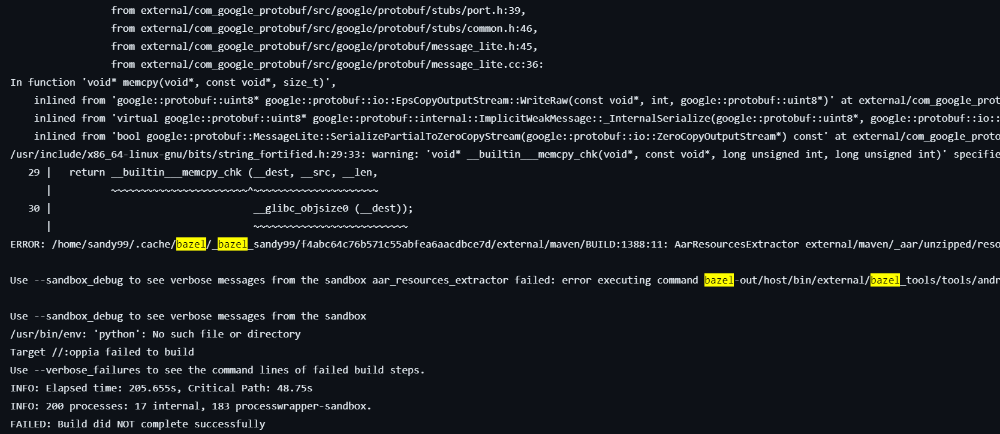 from external/com_google_protobuf/src/google/protobuf/stubs/port.h:39,
from external/com_google_protobuf/src/google/protobuf/stubs/common.h:46,
from external/com_google_protobuf/src/google/protobuf/message_lite.h:45,
from external/com_google_protobuf/src/google/protobuf/message_lite.cc:36:
In function 'void* memcpy(void*, const void*, size_t)',
inlined from 'google::protobuf::uint8* google::protobuf::io::EpsCopyOutputStream::WriteRaw(const void*, int, google::protobuf::uint8*)' at external/com_google_prot
inlined from 'virtual google::protobuf::uint8* google::protobuf::internal::ImplicitWeakMessage::_InternalSerialize(google::protobuf::uint8*, google::protobuf::io::
inlined from 'bool google::protobuf::MessageLite::SerializePartialToZeroCopyStream(google::protobuf::io::ZeroCopyOutputStream*) const' at external/com_google_proto
/usr/include/x86_64-linux-gnu/bits/string_fortified.h:29:33: warning: 'void* __builtin___memcpy_chk(void*, const void*, long unsigned int, long unsigned int)' specifie
29 |   return __builtin___memcpy_chk (__dest, __src, __len,
|          ~~~~~~~~~~~~~~~~~~~~~~~^~~~~~~~~~~~~~~~~~~~~~
30 |                                  __glibc_objsize0 (__dest));
|                                  ~~~~~~~~~~~~~~~~~~~~~~~~~~
ERROR: /home/sandy99/.cache/bazel/_bazel_sandy99/f4abc64c76b571c55abfea6aacdbce7d/external/maven/BUILD:1388:11: AarResourcesExtractor external/maven/_aar/unzipped/reso
Use --sandbox_debug to see verbose messages from the sandbox aar_resources_extractor failed: error executing command bazel-out/host/bin/external/bazel_tools/tools/andr
Use --sandbox_debug to see verbose messages from the sandbox
/usr/bin/env: 'python': No such file or directory
Target //:oppia failed to build
Use --verbose_failures to see the command lines of failed build steps.
INFO: Elapsed time: 205.655s, Critical Path: 48.75s
INFO: 200 processes: 17 internal, 183 processwrapper-sandbox.
FAILED: Build did NOT complete successfully